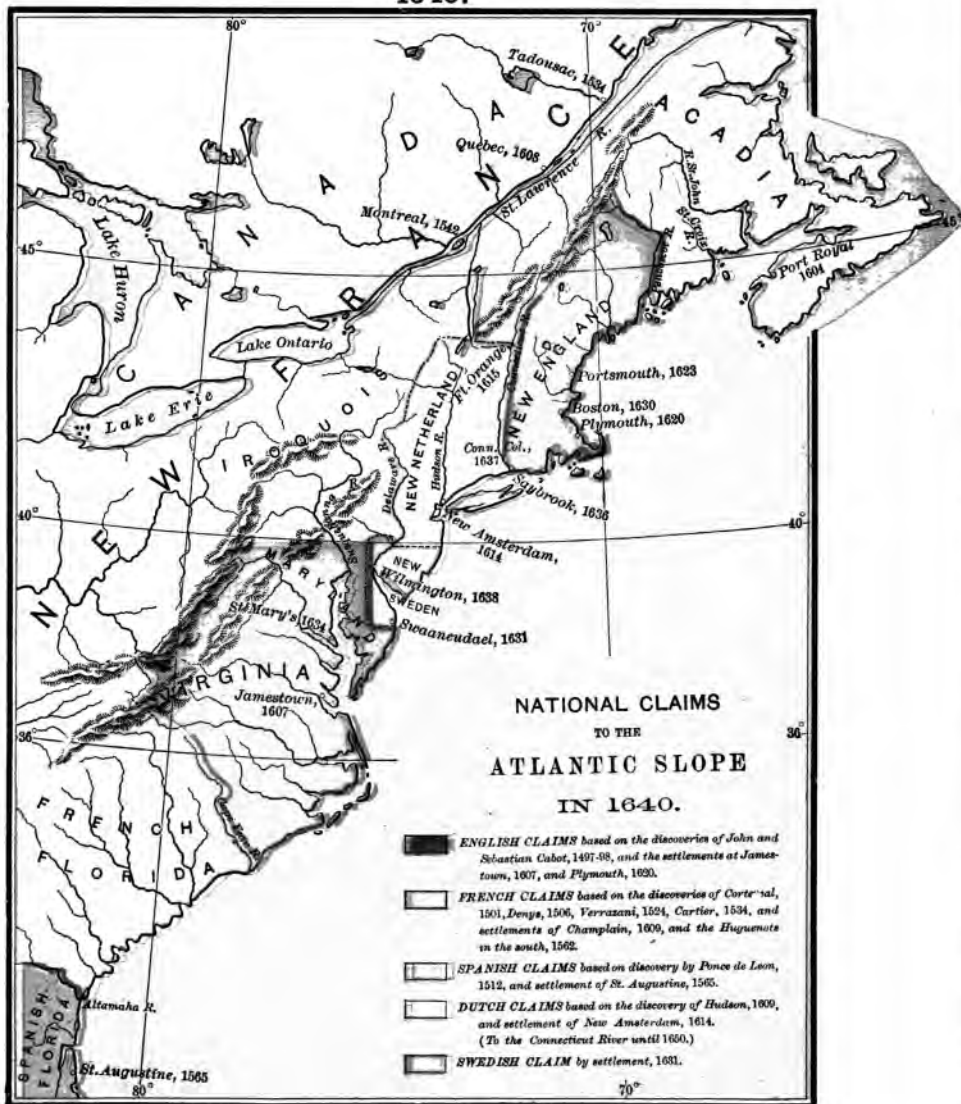 1640.
80°
70°
Tadousac, 1534
NEW FRANCE
CANADA
ACADIA
Quebec, 1608
St. Lawrence R.
R. St. John
St. Croix R.
Montreal, 1542
45°
45°
Lake Huron
Port Royal
1604
Lake Ontario
Lake Erie
IROQUOIS
Ft. Orange,
1615
NEW ENGLAND
Portsmouth, 1623
Boston, 1630
Plymouth, 1620
NEW NETHERLAND
Hudson R.
Delaware R.
Conn. Col.,
1637
Saybrook, 1636
40°
40°
New Amsterdam,
1614
NEW
SWEDEN
Wilmington, 1638
MARYLAND
St. Mary's, 1634
Swaanendael, 1631
VIRGINIA
Jamestown,
1607
36°
36°
FRENCH
FLORIDA
Altamaha R.
SPANISH
FLORIDA
St. Augustine, 1565
80°
70°
NATIONAL CLAIMS
TO THE
ATLANTIC SLOPE
IN 1640.
ENGLISH CLAIMS based on the discoveries of John and
Sebastian Cabot, 1497-98, and the settlements at James-
town, 1607, and Plymouth, 1620.
FRENCH CLAIMS based on the discoveries of
1501, Denys, 1506, Verrazani, 1524, Cartier, 1534, and
settlements of Champlain, 1609, and the Huguenots
in the south, 1562.
SPANISH CLAIMS based on discovery by Ponce de Leon,
1512, and settlement of St. Augustine, 1565.
DUTCH CLAIMS based on the discovery of Hudson, 1609,
and settlement of New Amsterdam, 1614.
(To the Connecticut River until 1650.)
SWEDISH CLAIM by settlement, 1631.